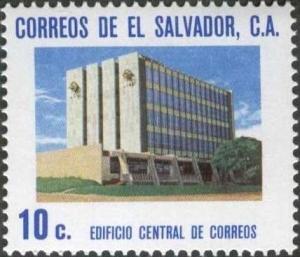 CORREOS DE EL SALVADOR, C.A.
10 c. EDIFICIO CENTRAL DE CORREOS